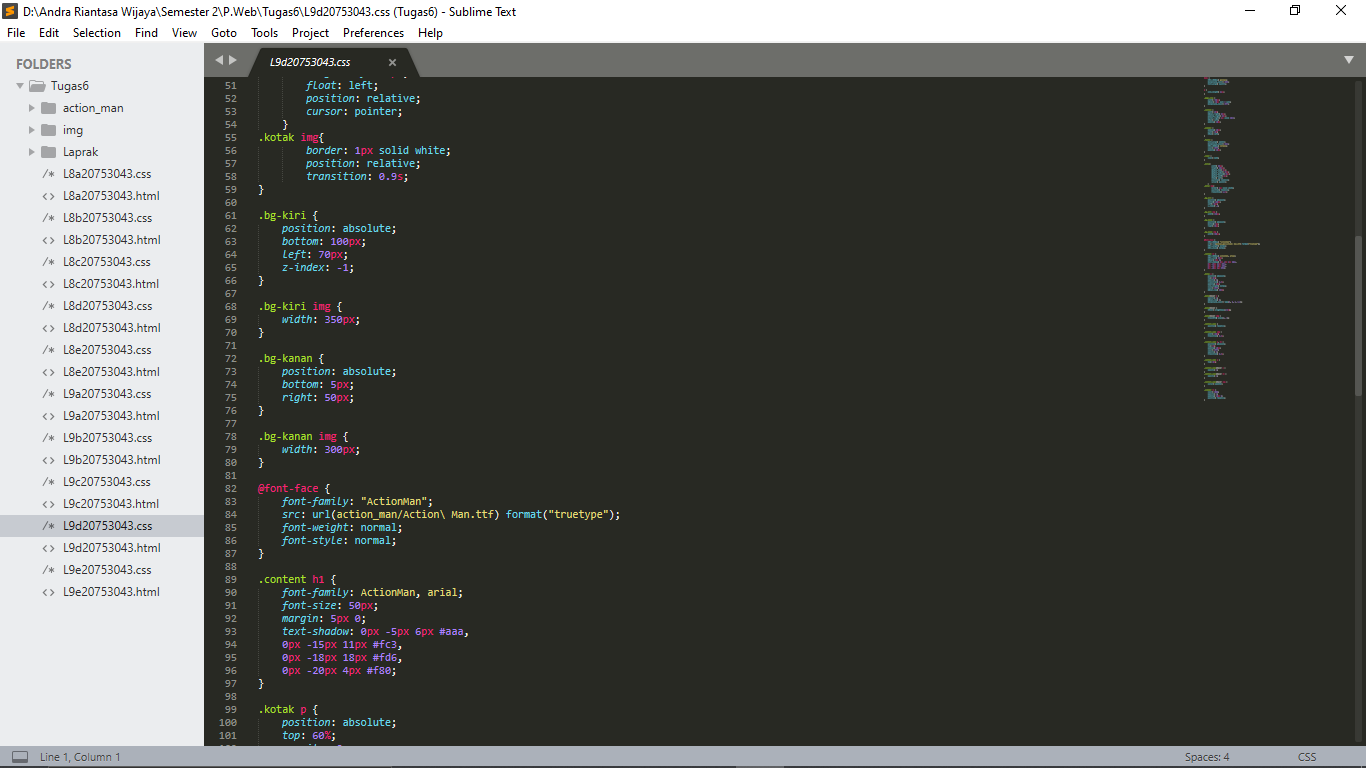 D:\Andra Riantasa Wijaya\Semester 2\P.Web\Tugas6\L9d20753043.css (Tugas6) - Sublime Text
File Edit Selection Find View Goto Tools Project Preferences Help
FOLDERS
Tugas6
action_man
img
Laprak
/* L8a20753043.css
<> L8a20753043.html
/* L8b20753043.css
<> L8b20753043.html
/* L8c20753043.css
<> L8c20753043.html
/* L8d20753043.css
<> L8d20753043.html
/* L8e20753043.css
<> L8e20753043.html
/* L9a20753043.css
<> L9a20753043.html
/* L9b20753043.css
<> L9b20753043.html
/* L9c20753043.css
<> L9c20753043.html
/* L9d20753043.css
<> L9d20753043.html
/* L9e20753043.css
<> L9e20753043.html
L9d20753043.css
51 float: left;
52 position: relative;
53 cursor: pointer;
54 }
55 .kotak img{
56 border: 1px solid white;
57 position: relative;
58 transition: 0.9s;
59 }
60
61 .bg-kiri {
62 position: absolute;
63 bottom: 100px;
64 left: 70px;
65 z-index: -1;
66 }
67
68 .bg-kiri img {
69 width: 350px;
70 }
71
72 .bg-kanan {
73 position: absolute;
74 bottom: 5px;
75 right: 50px;
76 }
77
78 .bg-kanan img {
79 width: 300px;
80 }
81
82 @font-face {
83 font-family: "ActionMan";
84 src: url(action_man/Action\ Man.ttf) format("truetype");
85 font-weight: normal;
86 font-style: normal;
87 }
88
89 .content h1 {
90 font-family: ActionMan, arial;
91 font-size: 50px;
92 margin: 5px 0;
93 text-shadow: 0px -5px 6px #aaa,
94 0px -15px 11px #fc3,
95 0px -18px 18px #fd6,
96 0px -20px 4px #f80;
97 }
98
99 .kotak p {
100 position: absolute;
101 top: 60%;
Line 1, Column 1
Spaces: 4
CSS